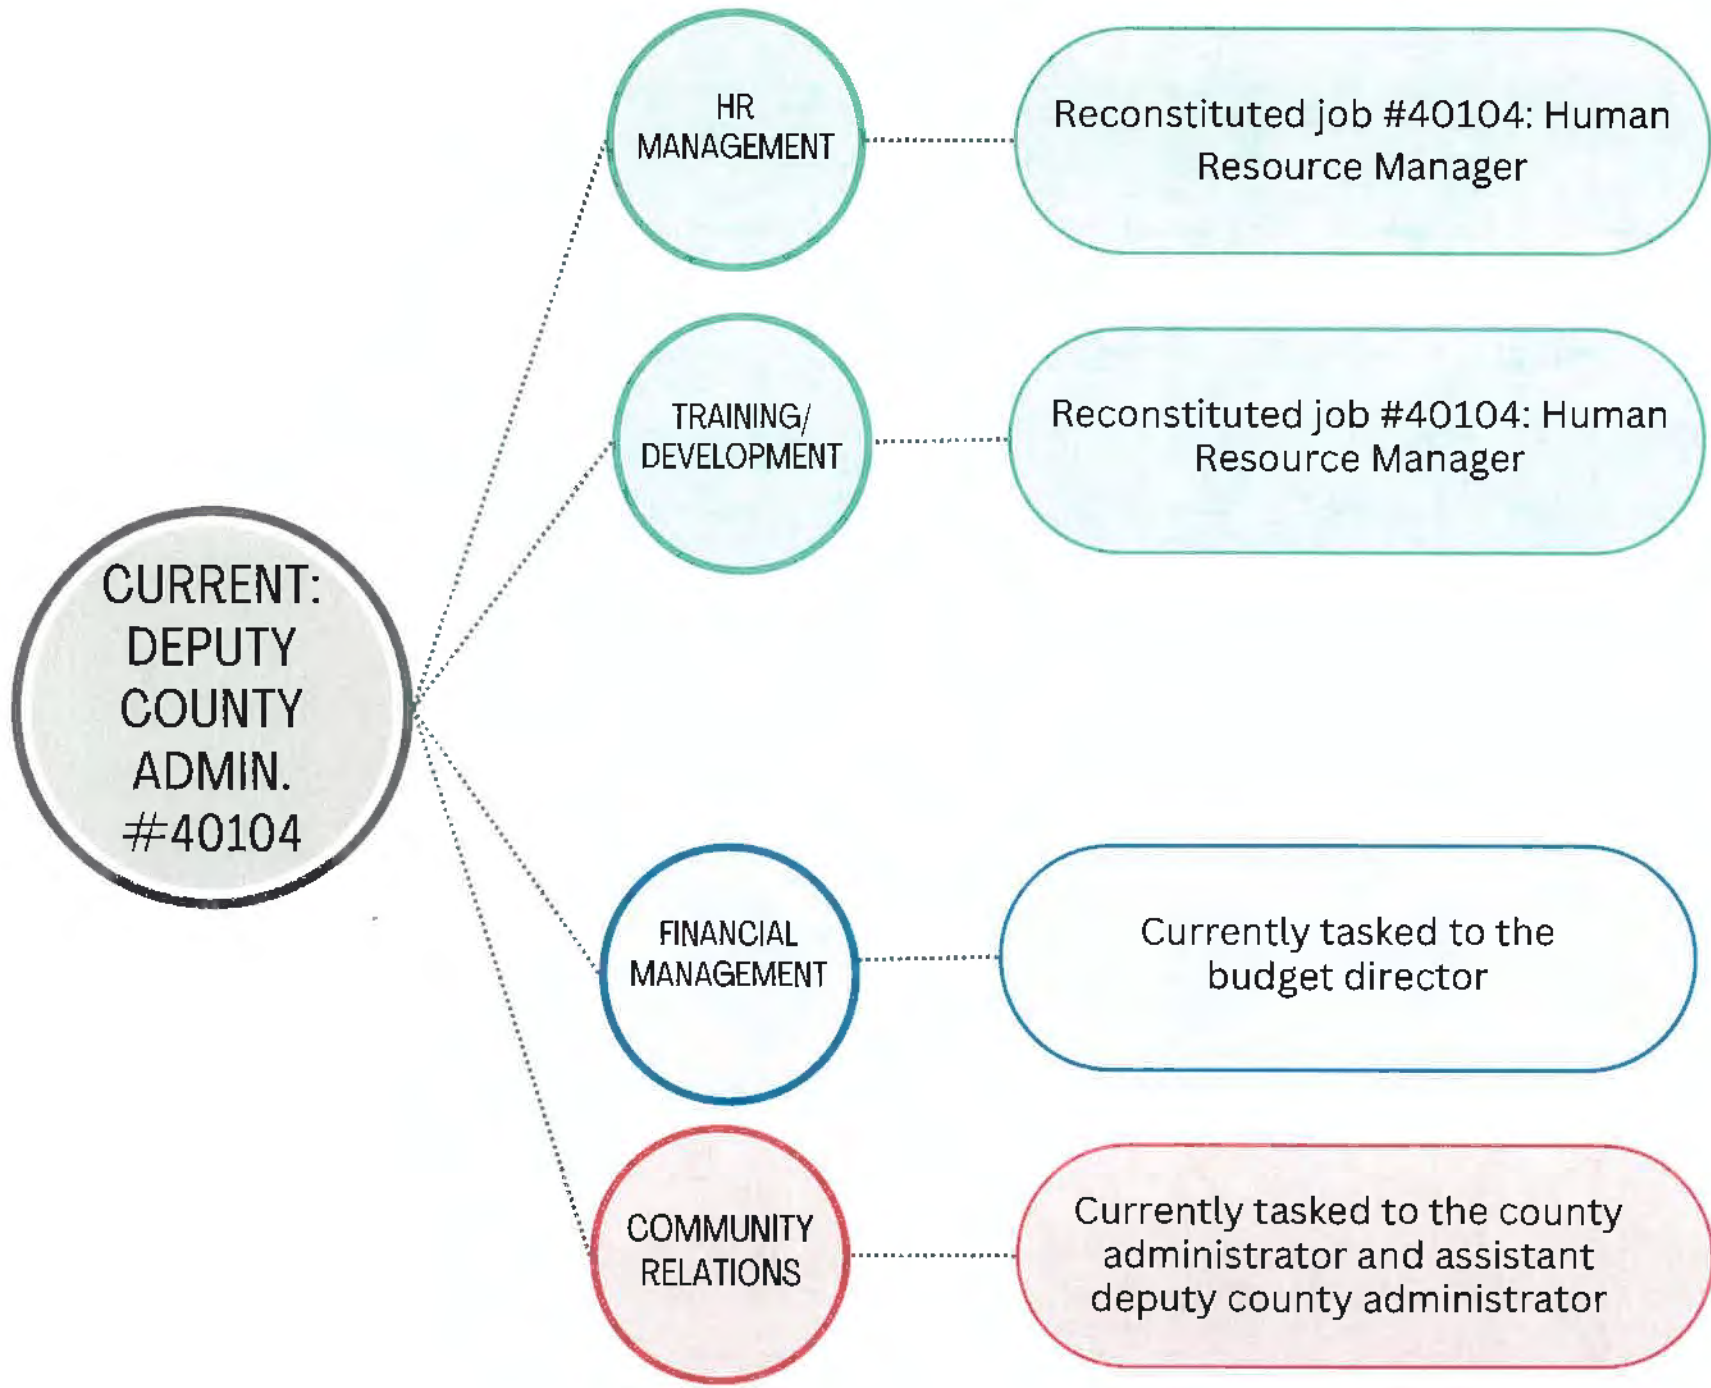 HR
MANAGEMENT
Reconstituted job #40104: Human
Resource Manager
TRAINING/
DEVELOPMENT
Reconstituted job #40104: Human
Resource Manager
CURRENT:
DEPUTY
COUNTY
ADMIN.
#40104
FINANCIAL
MANAGEMENT
Currently tasked to the
budget director
COMMUNITY
RELATIONS
Currently tasked to the county
administrator and assistant
deputy county administrator